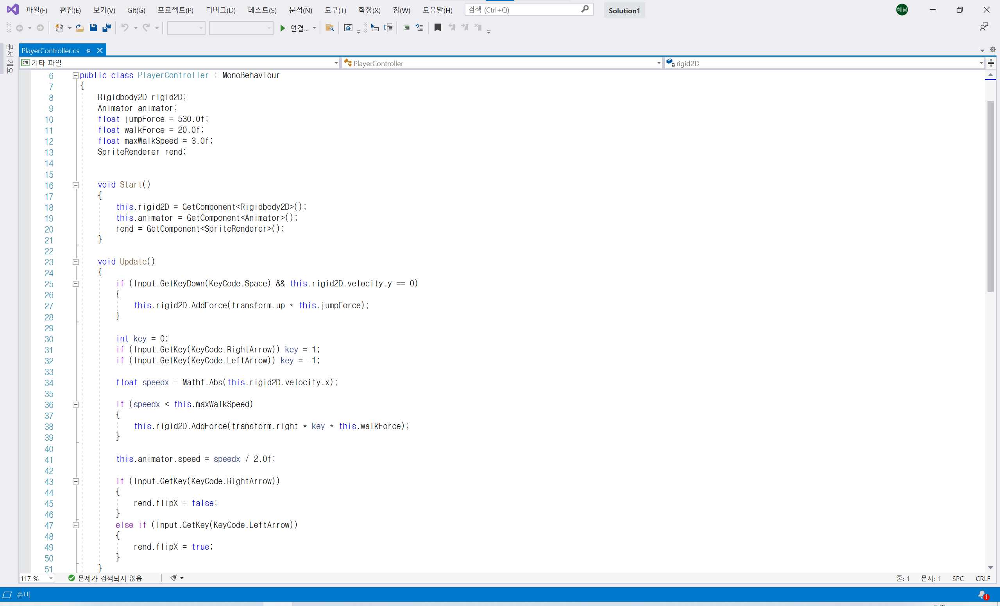 파일(F) 편집(E) 보기(V) Git(G) 프로젝트(P) 디버그(D) 테스트(S) 분석(N) 도구(T) 확장(X) 창(W) 도움말(H) 검색 (Ctrl+Q) Solution1 혜남
연결...
문서 개요
PlayerController.cs
C# 기타 파일 PlayerController rigid2D
6 public class PlayerController : MonoBehaviour
7 {
8 Rigidbody2D rigid2D;
9 Animator animator;
10 float jumpForce = 530.0f;
11 float walkForce = 20.0f;
12 float maxWalkSpeed = 3.0f;
13 SpriteRenderer rend;
14
15
16 void Start()
17 {
18 this.rigid2D = GetComponent<Rigidbody2D>();
19 this.animator = GetComponent<Animator>();
20 rend = GetComponent<SpriteRenderer>();
21 }
22
23 void Update()
24 {
25 if (Input.GetKeyDown(KeyCode.Space) && this.rigid2D.velocity.y == 0)
26 {
27 this.rigid2D.AddForce(transform.up * this.jumpForce);
28 }
29
30 int key = 0;
31 if (Input.GetKey(KeyCode.RightArrow)) key = 1;
32 if (Input.GetKey(KeyCode.LeftArrow)) key = -1;
33
34 float speedx = Mathf.Abs(this.rigid2D.velocity.x);
35
36 if (speedx < this.maxWalkSpeed)
37 {
38 this.rigid2D.AddForce(transform.right * key * this.walkForce);
39 }
40
41 this.animator.speed = speedx / 2.0f;
42
43 if (Input.GetKey(KeyCode.RightArrow))
44 {
45 rend.flipX = false;
46 }
47 else if (Input.GetKey(KeyCode.LeftArrow))
48 {
49 rend.flipX = true;
50 }
51 }
117 % 문제가 검색되지 않음 줄: 1 문자: 1 SPC CRLF
준비 1